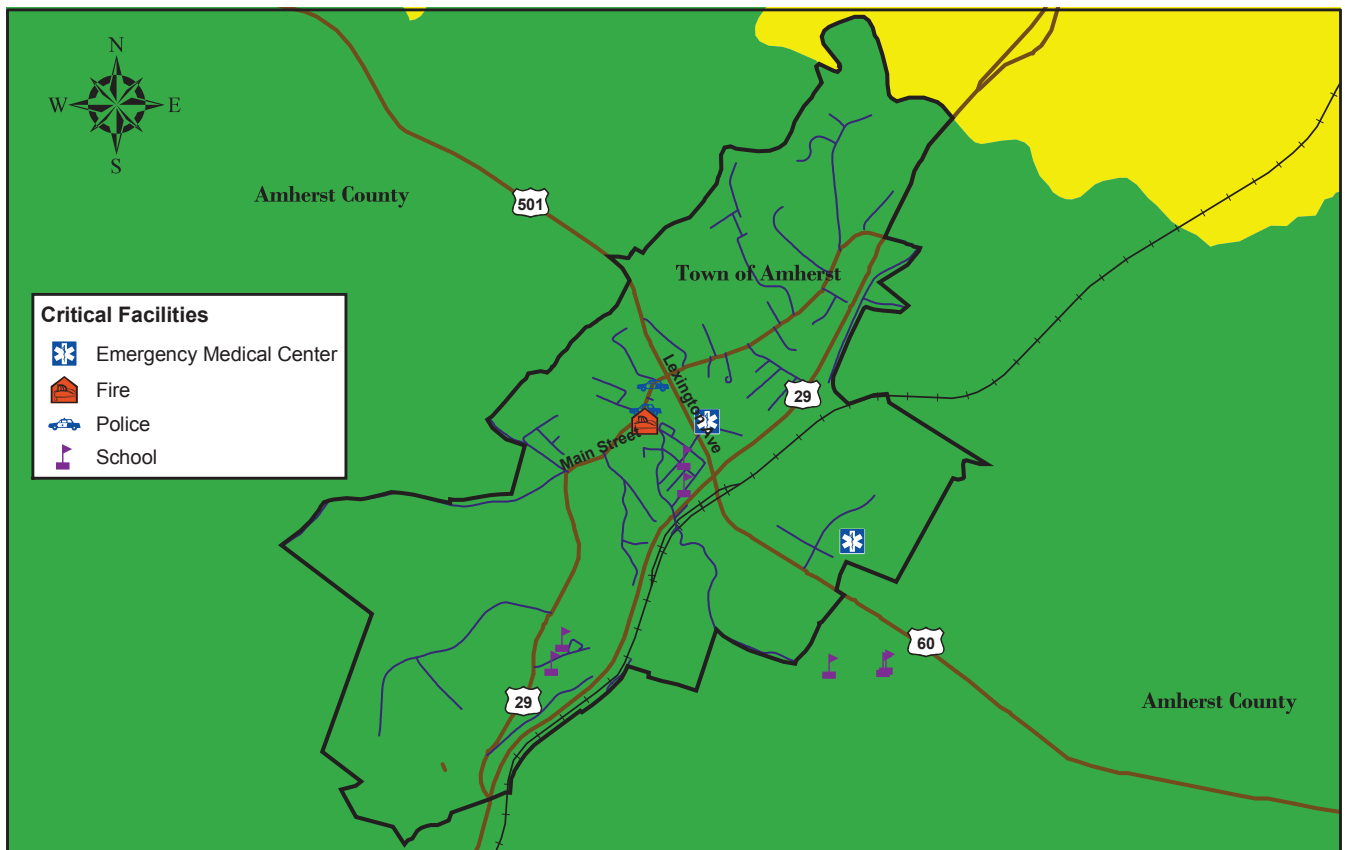 N
W E
S
Amherst County
501
Town of Amherst
Critical Facilities
Emergency Medical Center
Fire
Police
School
Lexington Ave
29
Main Street
60
29
Amherst County